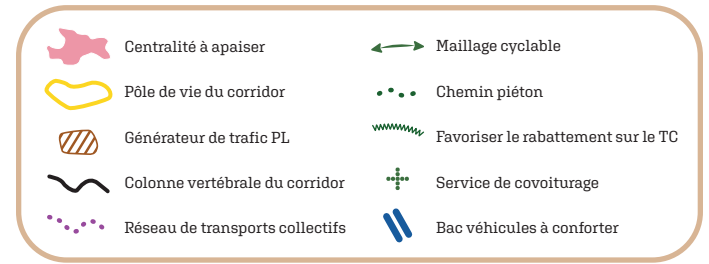 Centralité à apaiser
Pôle de vie du corridor
Générateur de trafic PL
Colonne vertébrale du corridor
Réseau de transports collectifs
Maillage cyclable
Chemin piéton
Favoriser le rabattement sur le TC
Service de covoiturage
Bac véhicules à conforter